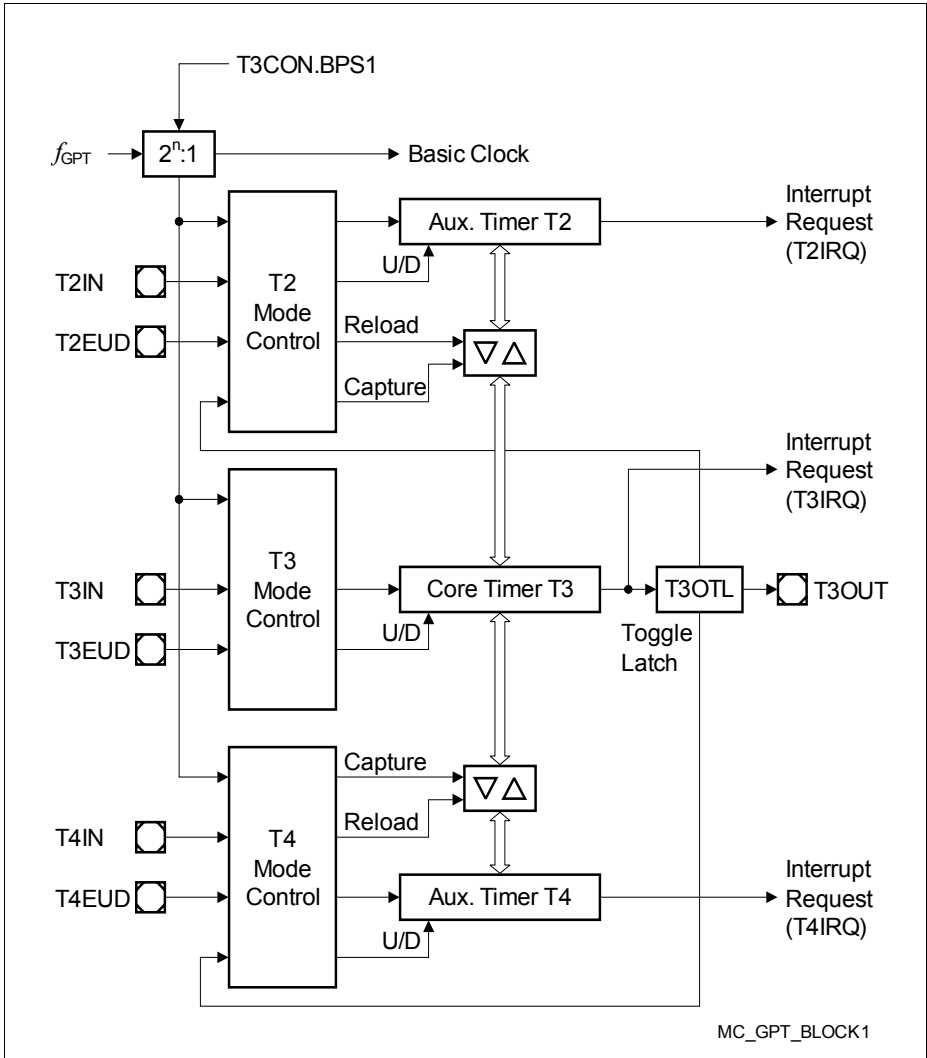 T3CON.BPS1
fGPT
2ⁿ:1
Basic Clock
Interrupt
Request
(T2IRQ)
Aux. Timer T2
U/D
T2IN
T2
Mode
Control
T2EUD
Reload
Capture
Interrupt
Request
(T3IRQ)
T3
Mode
Control
T3IN
Core Timer T3
T3OTL
T3OUT
U/D
T3EUD
Toggle
Latch
Capture
T4IN
Reload
T4
Mode
Control
T4EUD
Aux. Timer T4
U/D
Interrupt
Request
(T4IRQ)
MC_GPT_BLOCK1